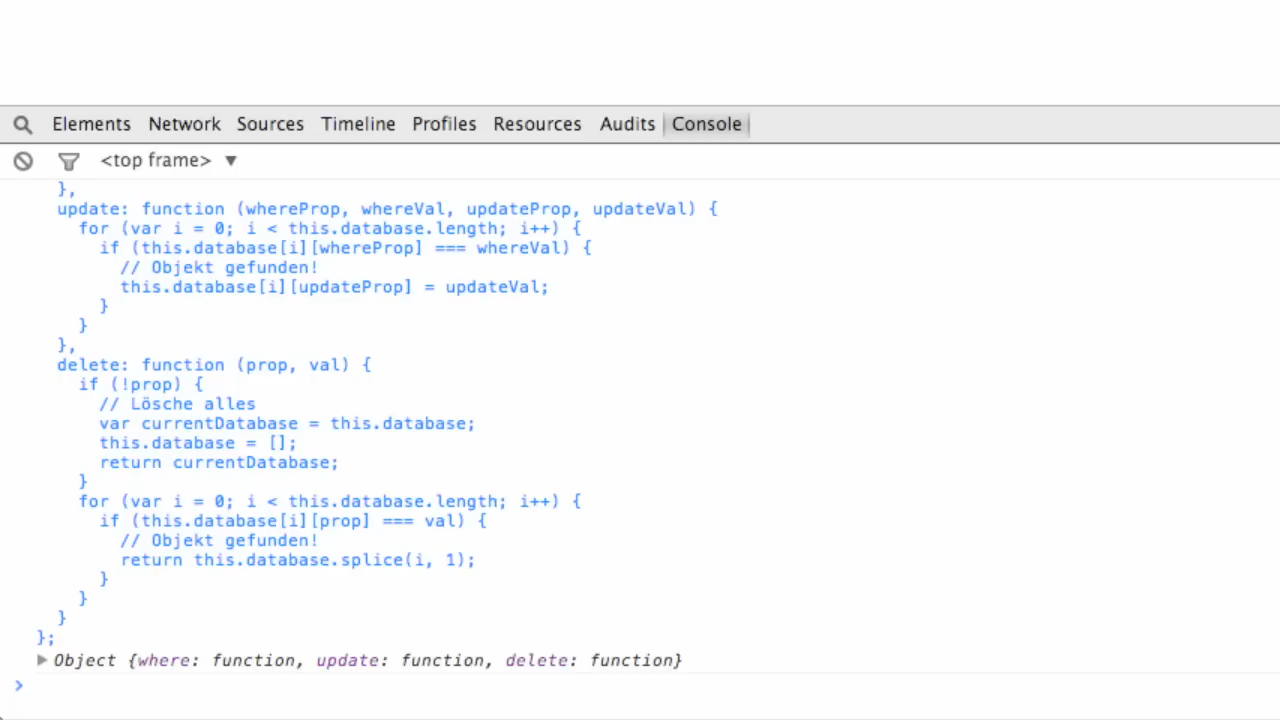 Elements Network Sources Timeline Profiles Resources Audits Console
<top frame> ▼
},
update: function (whereProp, whereVal, updateProp, updateVal) {
for (var i = 0; i < this.database.length; i++) {
if (this.database[i][whereProp] === whereVal) {
// Objekt gefunden!
this.database[i][updateProp] = updateVal;
}
}
},
delete: function (prop, val) {
if (!prop) {
// Lösche alles
var currentDatabase = this.database;
this.database = [];
return currentDatabase;
}
for (var i = 0; i < this.database.length; i++) {
if (this.database[i][prop] === val) {
// Objekt gefunden!
return this.database.splice(i, 1);
}
}
}
};
▶ Object {where: function, update: function, delete: function}
>